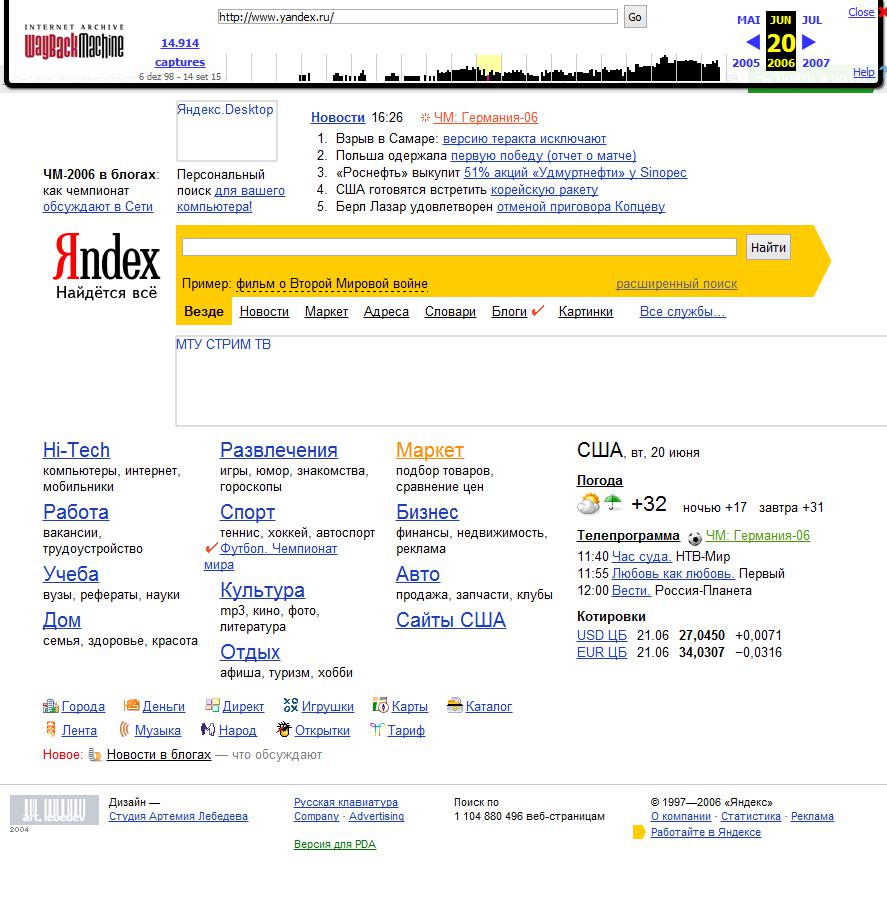 INTERNET ARCHIVE
WayBackMachine
http://www.yandex.ru/
Go
14.914
captures
6 dez 98 - 14 set 15
MAI JUN JUL
20
2005 2006 2007
Close
Help
Яндекс.Desktop
Персональный
поиск для вашего
компьютера!
ЧМ-2006 в блогах:
как чемпионат
обсуждают в Сети
Новости 16:26 ЧМ: Германия-06
1. Взрыв в Самаре: версию теракта исключают
2. Польша одержала первую победу (отчет о матче)
3. «Роснефть» выкупит 51% акций «Удмуртнефти» у Sinopec
4. США готовятся встретить корейскую ракету
5. Берл Лазар удовлетворен отменой приговора Копцеву
Яndex
Найдётся всё
Найти
Пример: фильм о Второй Мировой войне
расширенный поиск
Везде Новости Маркет Адреса Словари Блоги Картинки Все службы...
МТУ СТРИМ ТВ
Hi-Tech
компьютеры, интернет,
мобильники
Работа
вакансии,
трудоустройство
Учеба
вузы, рефераты, науки
Дом
семья, здоровье, красота
Развлечения
игры, юмор, знакомства,
гороскопы
Спорт
теннис, хоккей, автоспорт
Футбол. Чемпионат
мира
Культура
mp3, кино, фото,
литература
Отдых
афиша, туризм, хобби
Маркет
подбор товаров,
сравнение цен
Бизнес
финансы, недвижимость,
реклама
Авто
продажа, запчасти, клубы
Сайты США
США, вт, 20 июня
Погода
+32 ночью +17 завтра +31
Телепрограмма ЧМ: Германия-06
11:40 Час суда. НТВ-Мир
11:55 Любовь как любовь. Первый
12:00 Вести. Россия-Планета
Котировки
USD ЦБ 21.06 27,0450 +0,0071
EUR ЦБ 21.06 34,0307 −0,0316
Города Деньги Директ Игрушки Карты Каталог
Лента Музыка Народ Открытки Тариф
Новое: Новости в блогах — что обсуждают
art. lebedev
2004
Дизайн —
Студия Артемия Лебедева
Русская клавиатура
Company · Advertising
Версия для PDA
Поиск по
1 104 880 496 веб-страницам
© 1997—2006 «Яндекс»
О компании · Статистика · Реклама
Работайте в Яндексе